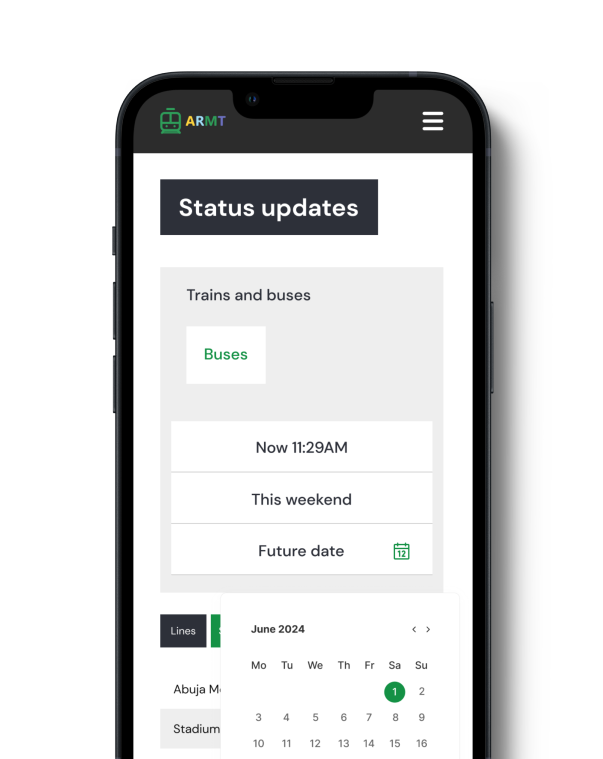 ARMT
Status updates
Trains and buses
Buses
Now 11:29AM
This weekend
Future date
12
Lines
June 2024
Mo Tu We Th Fr Sa Su
1 2
Abuja M
3 4 5 6 7 8 9
Stadium
10 11 12 13 14 15 16